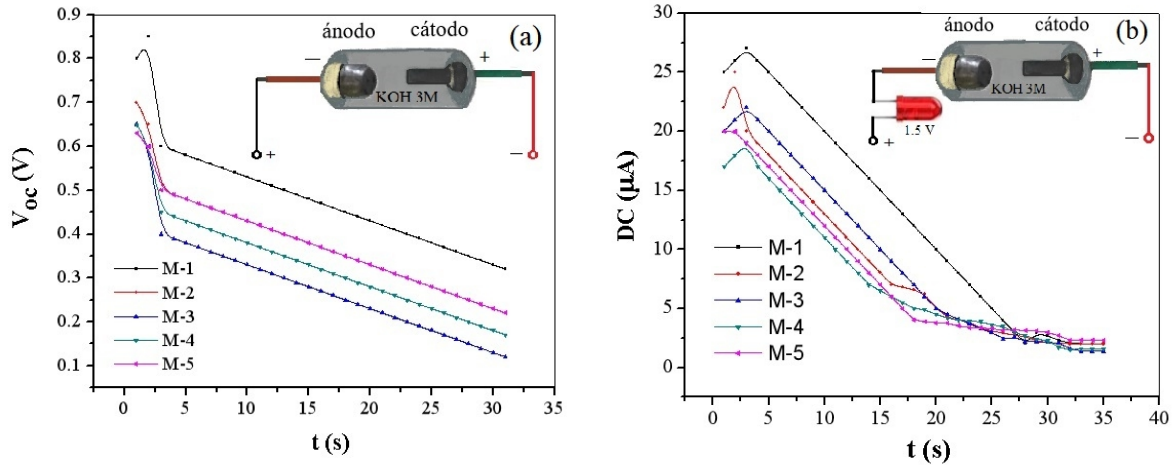 (a)
ánodo
cátodo
−
+
KOH 3M
+
−
0.9
0.8
0.7
0.6
0.5
0.4
0.3
0.2
0.1
Voc (V)
M-1
M-2
M-3
M-4
M-5
0 5 10 15 20 25 30 35
t (s)
(b)
ánodo
cátodo
−
+
KOH 3M
1.5 V
+
−
30
25
20
15
10
5
0
DC (µA)
M-1
M-2
M-3
M-4
M-5
0 5 10 15 20 25 30 35 40
t (s)